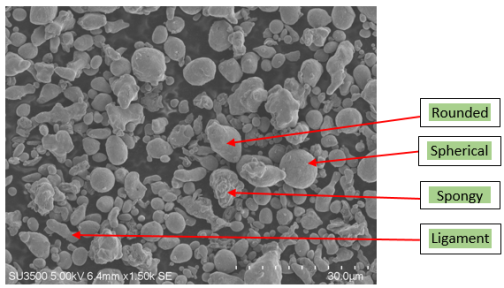 Rounded
Spherical
Spongy
Ligament
SU3500 5.00kV 6.4mm x1.50k SE
30.0µm